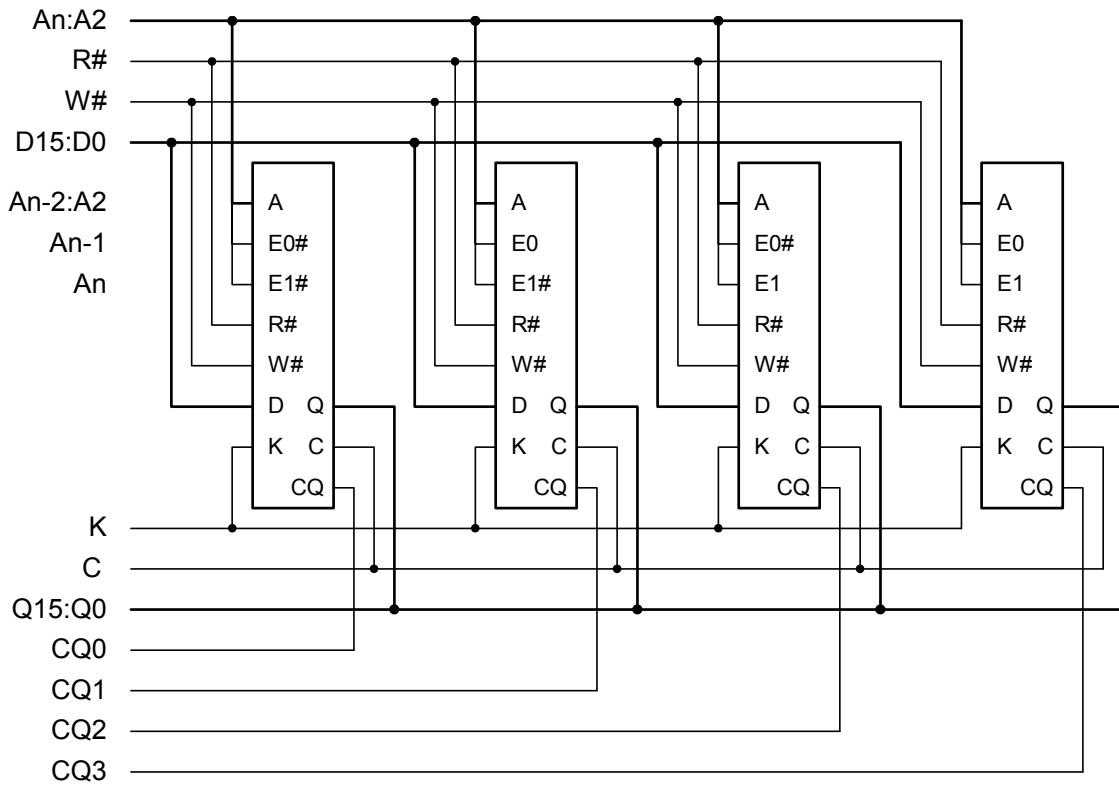 An:A2
R#
W#
D15:D0
An-2:A2 A A A A
An-1 E0# E0 E0# E0
An E1# E1# E1 E1
R# R# R# R#
W# W# W# W#
D Q D Q D Q D Q
K C K C K C K C
CQ CQ CQ CQ
K
C
Q15:Q0
CQ0
CQ1
CQ2
CQ3